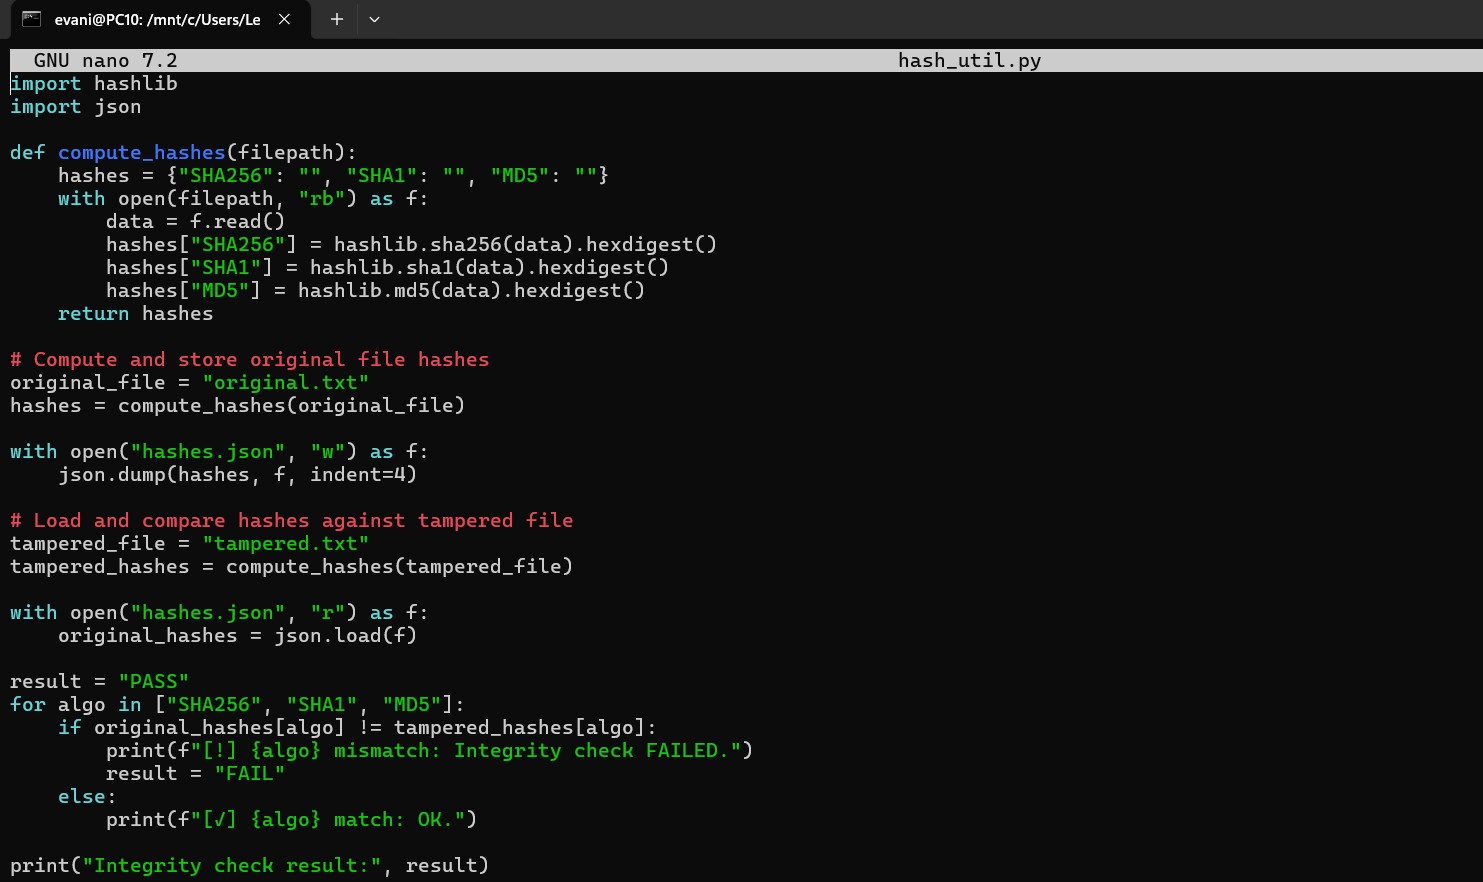 evani@PC10: /mnt/c/Users/Le
GNU nano 7.2 hash_util.py
import hashlib
import json

def compute_hashes(filepath):
    hashes = {"SHA256": "", "SHA1": "", "MD5": ""}
    with open(filepath, "rb") as f:
        data = f.read()
        hashes["SHA256"] = hashlib.sha256(data).hexdigest()
        hashes["SHA1"] = hashlib.sha1(data).hexdigest()
        hashes["MD5"] = hashlib.md5(data).hexdigest()
    return hashes

# Compute and store original file hashes
original_file = "original.txt"
hashes = compute_hashes(original_file)

with open("hashes.json", "w") as f:
    json.dump(hashes, f, indent=4)

# Load and compare hashes against tampered file
tampered_file = "tampered.txt"
tampered_hashes = compute_hashes(tampered_file)

with open("hashes.json", "r") as f:
    original_hashes = json.load(f)

result = "PASS"
for algo in ["SHA256", "SHA1", "MD5"]:
    if original_hashes[algo] != tampered_hashes[algo]:
        print(f"[!] {algo} mismatch: Integrity check FAILED.")
        result = "FAIL"
    else:
        print(f"[√] {algo} match: OK.")

print("Integrity check result:", result)